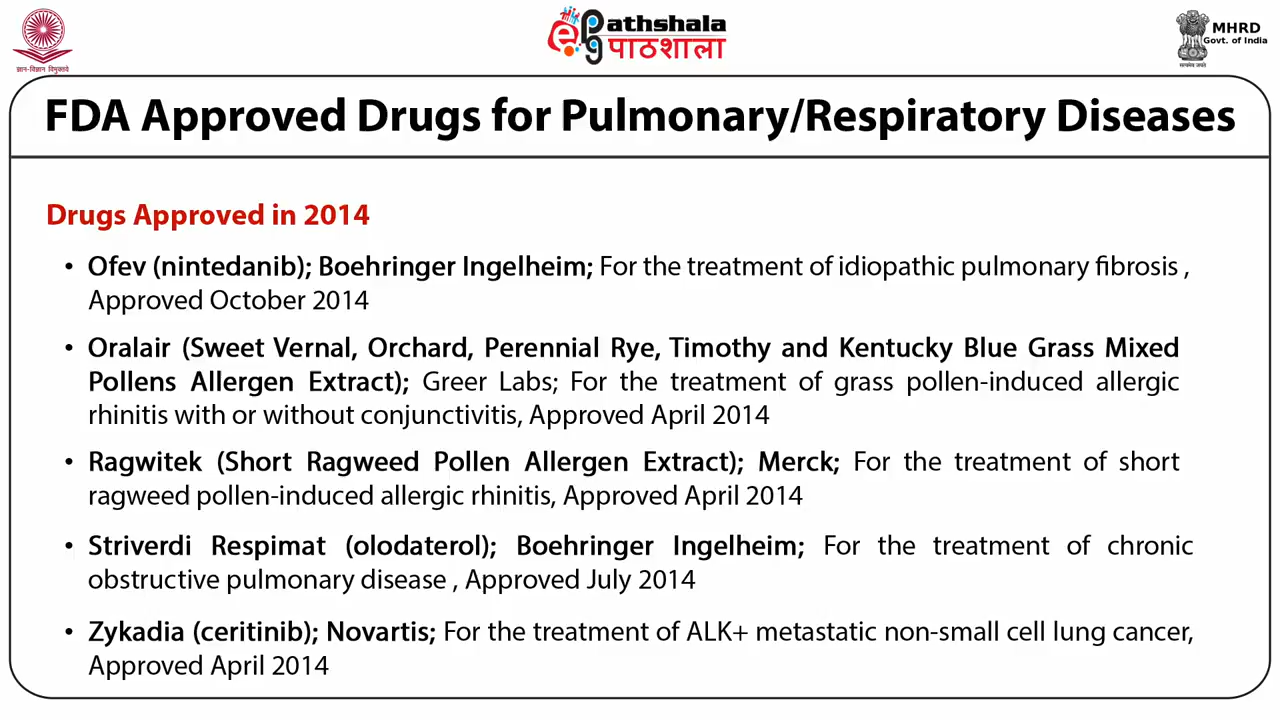 ज्ञान-विज्ञान विमुक्तये
ePG Pathshala
पाठशाला
सत्यमेव जयते
MHRD
Govt. of India
FDA Approved Drugs for Pulmonary/Respiratory Diseases
Drugs Approved in 2014
• Ofev (nintedanib); Boehringer Ingelheim; For the treatment of idiopathic pulmonary fibrosis ,
Approved October 2014
• Oralair (Sweet Vernal, Orchard, Perennial Rye, Timothy and Kentucky Blue Grass Mixed
Pollens Allergen Extract); Greer Labs; For the treatment of grass pollen-induced allergic
rhinitis with or without conjunctivitis, Approved April 2014
• Ragwitek (Short Ragweed Pollen Allergen Extract); Merck; For the treatment of short
ragweed pollen-induced allergic rhinitis, Approved April 2014
• Striverdi Respimat (olodaterol); Boehringer Ingelheim; For the treatment of chronic
obstructive pulmonary disease , Approved July 2014
• Zykadia (ceritinib); Novartis; For the treatment of ALK+ metastatic non-small cell lung cancer,
Approved April 2014